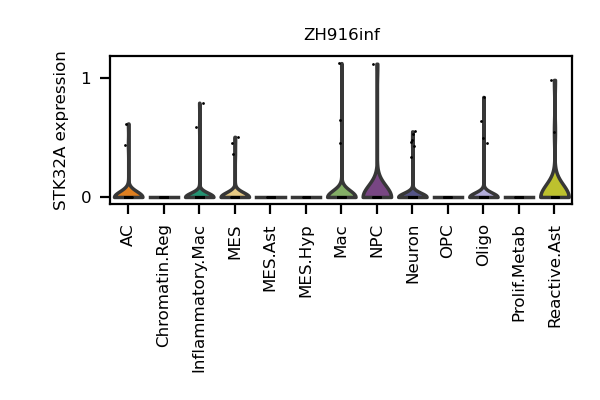 ZH916inf
STK32A expression
1
0
AC
Chromatin.Reg
Inflammatory.Mac
MES
MES.Ast
MES.Hyp
Mac
NPC
Neuron
OPC
Oligo
Prolif.Metab
Reactive.Ast